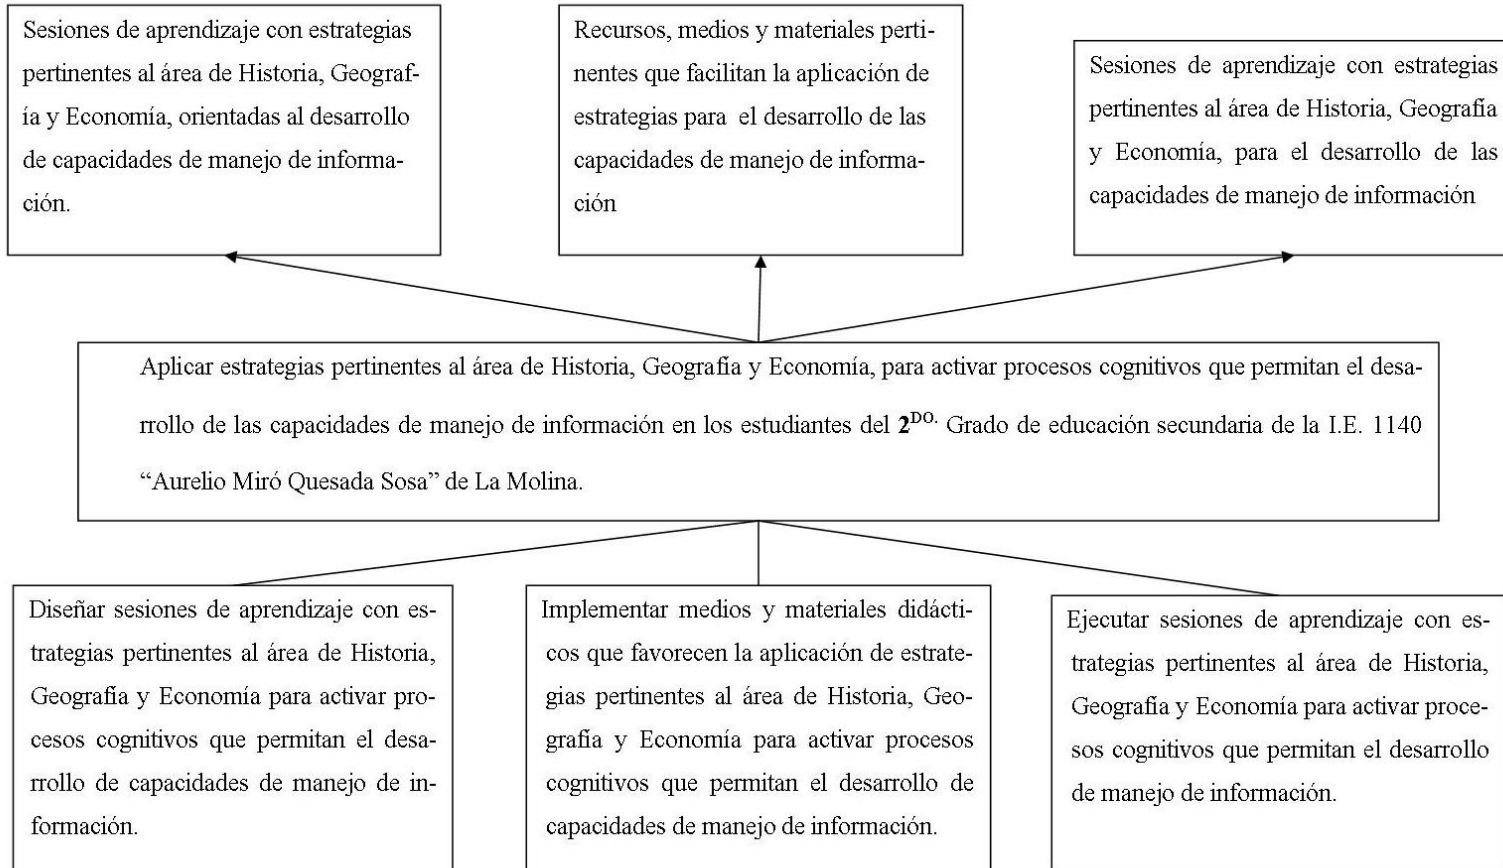 Sesiones de aprendizaje con estrategias
pertinentes al área de Historia, Geograf-
ía y Economía, orientadas al desarrollo
de capacidades de manejo de informa-
ción.
Recursos, medios y materiales perti-
nentes que facilitan la aplicación de
estrategias para el desarrollo de las
capacidades de manejo de informa-
ción
Sesiones de aprendizaje con estrategias
pertinentes al área de Historia, Geografía
y Economía, para el desarrollo de las
capacidades de manejo de información
Aplicar estrategias pertinentes al área de Historia, Geografía y Economía, para activar procesos cognitivos que permitan el desa-
rrollo de las capacidades de manejo de información en los estudiantes del 2DO. Grado de educación secundaria de la I.E. 1140
“Aurelio Miró Quesada Sosa” de La Molina.
Diseñar sesiones de aprendizaje con es-
trategias pertinentes al área de Historia,
Geografía y Economía para activar pro-
cesos cognitivos que permitan el desa-
rrollo de capacidades de manejo de in-
formación.
Implementar medios y materiales didácti-
cos que favorecen la aplicación de estrate-
gias pertinentes al área de Historia, Geo-
grafía y Economía para activar procesos
cognitivos que permitan el desarrollo de
capacidades de manejo de información.
Ejecutar sesiones de aprendizaje con es-
trategias pertinentes al área de Historia,
Geografía y Economía para activar proce-
sos cognitivos que permitan el desarrollo
de manejo de información.